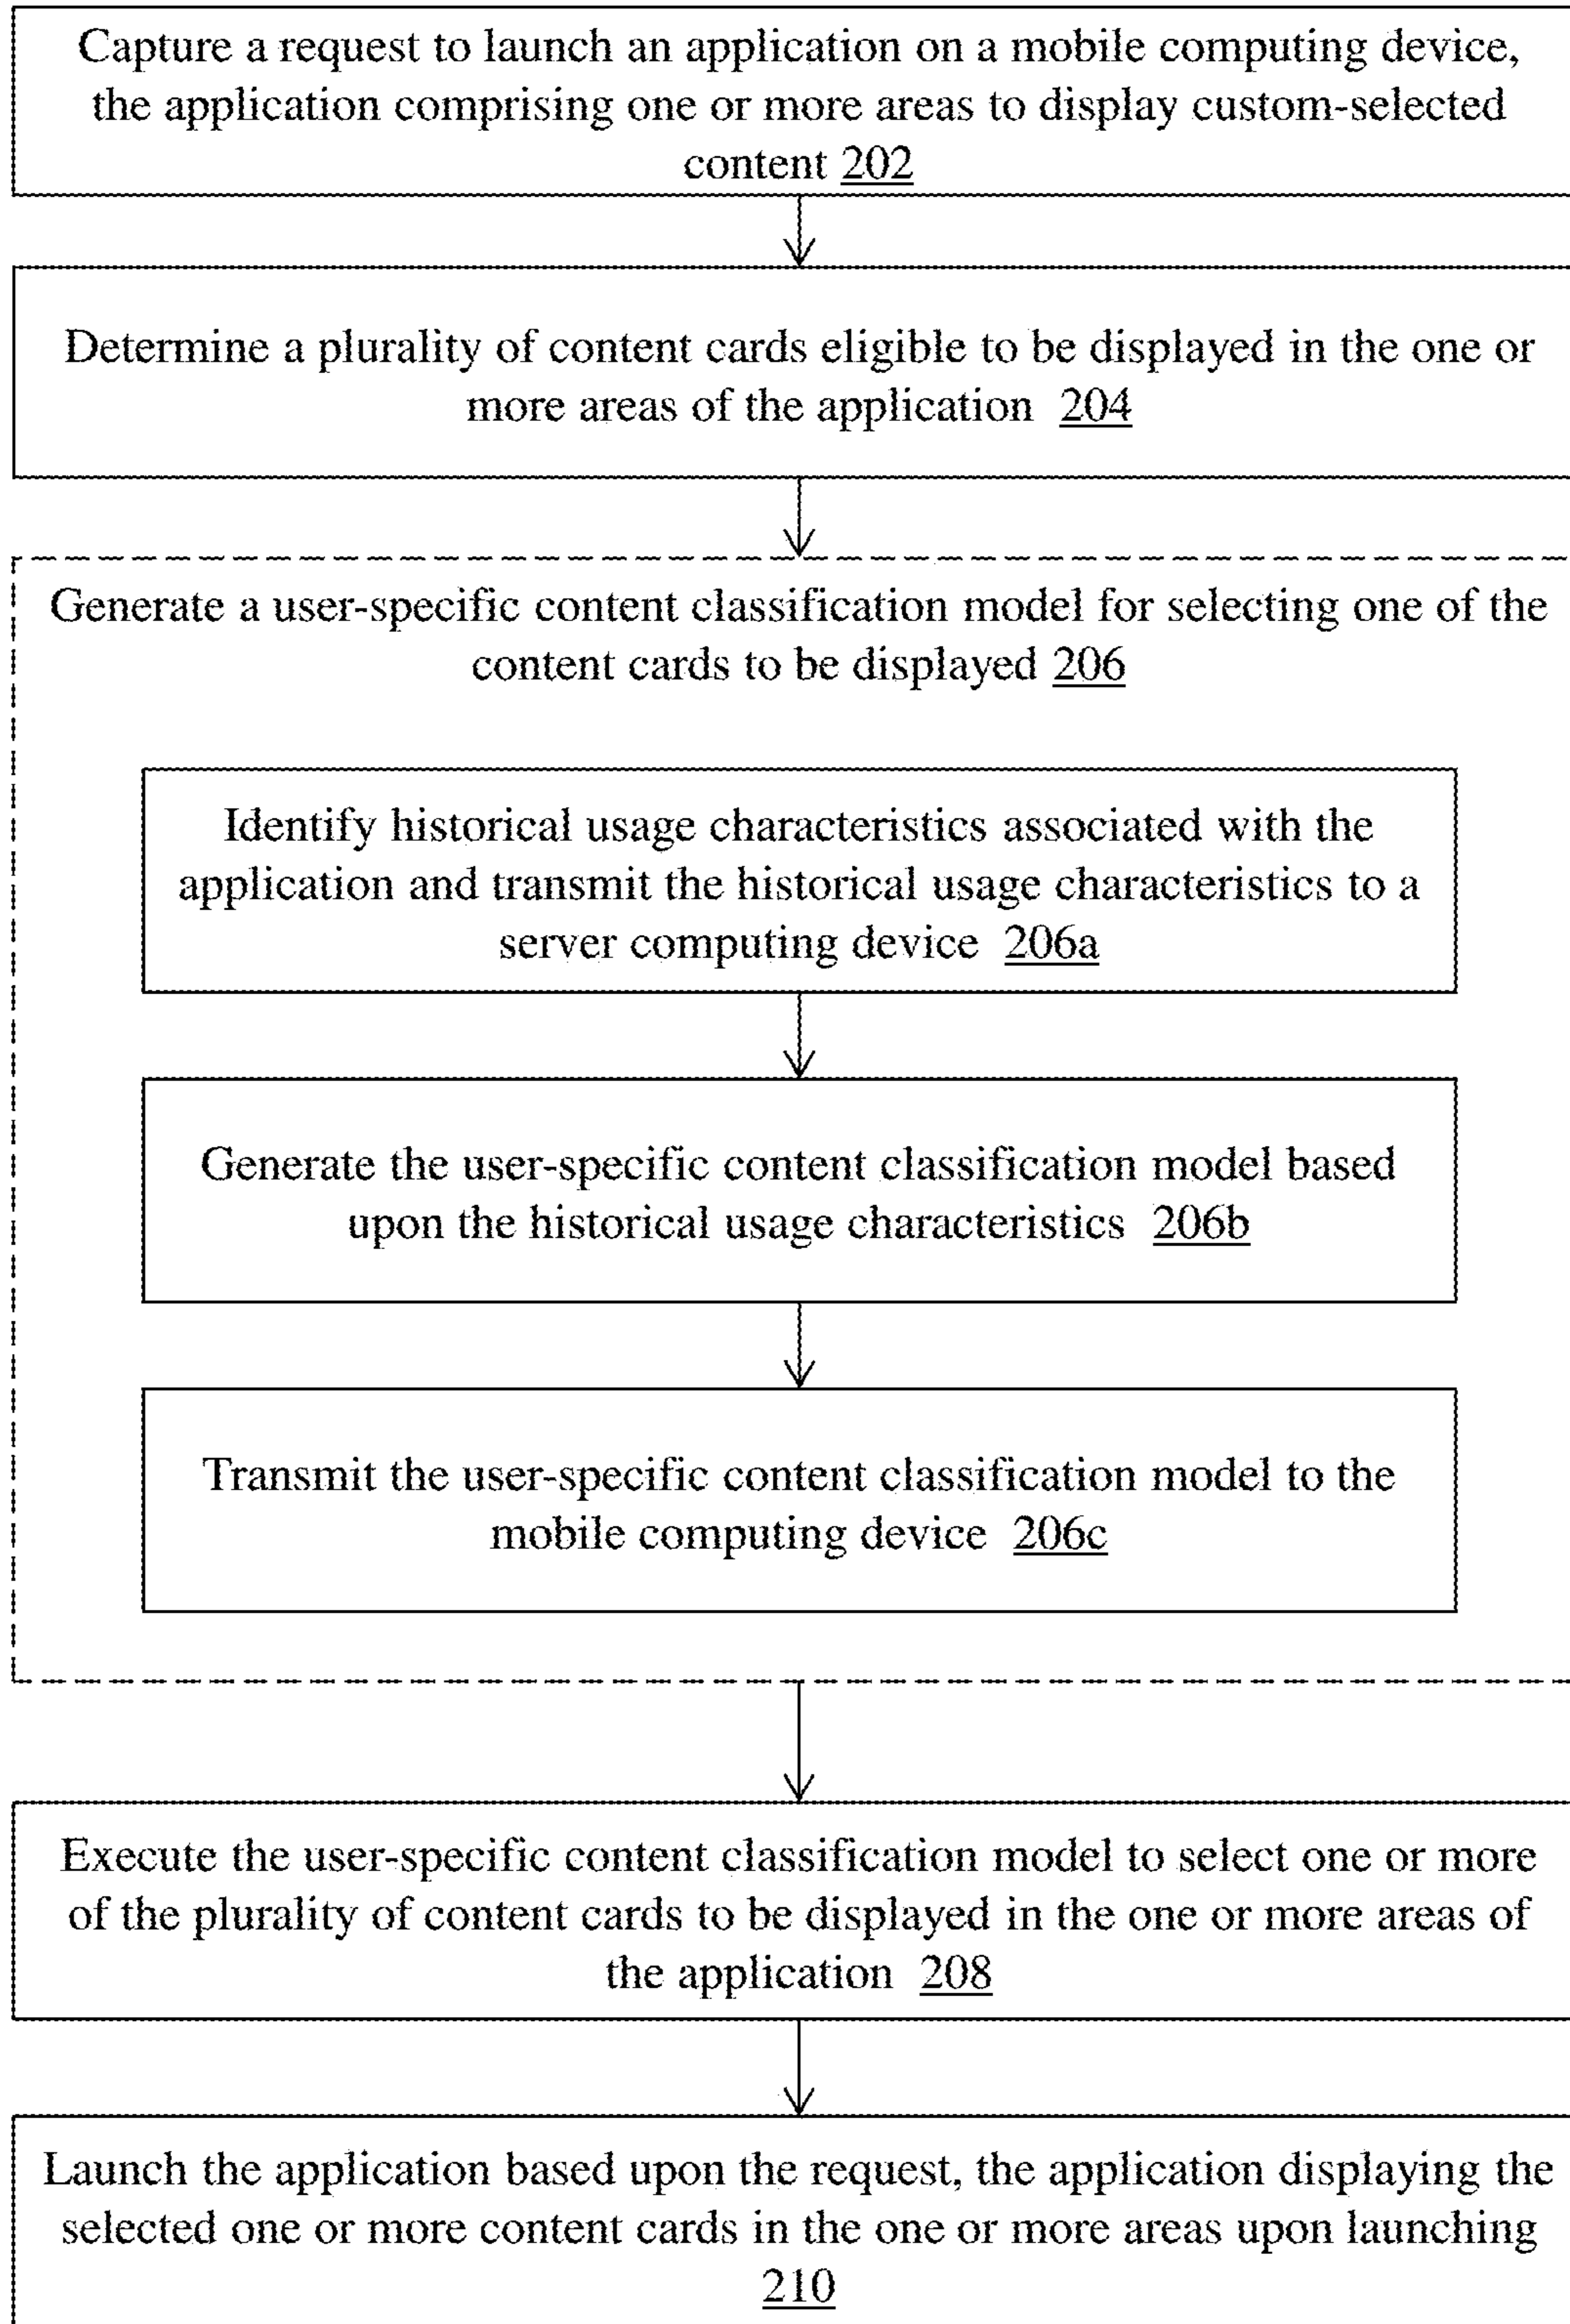 Capture a request to launch an application on a mobile computing device,
the application comprising one or more areas to display custom-selected
content 202
Determine a plurality of content cards eligible to be displayed in the one or
more areas of the application 204
Generate a user-specific content classification model for selecting one of the
content cards to be displayed 206
Identify historical usage characteristics associated with the
application and transmit the historical usage characteristics to a
server computing device 206a
Generate the user-specific content classification model based
upon the historical usage characteristics 206b
Transmit the user-specific content classification model to the
mobile computing device 206c
Execute the user-specific content classification model to select one or more
of the plurality of content cards to be displayed in the one or more areas of
the application 208
Launch the application based upon the request, the application displaying the
selected one or more content cards in the one or more areas upon launching
210